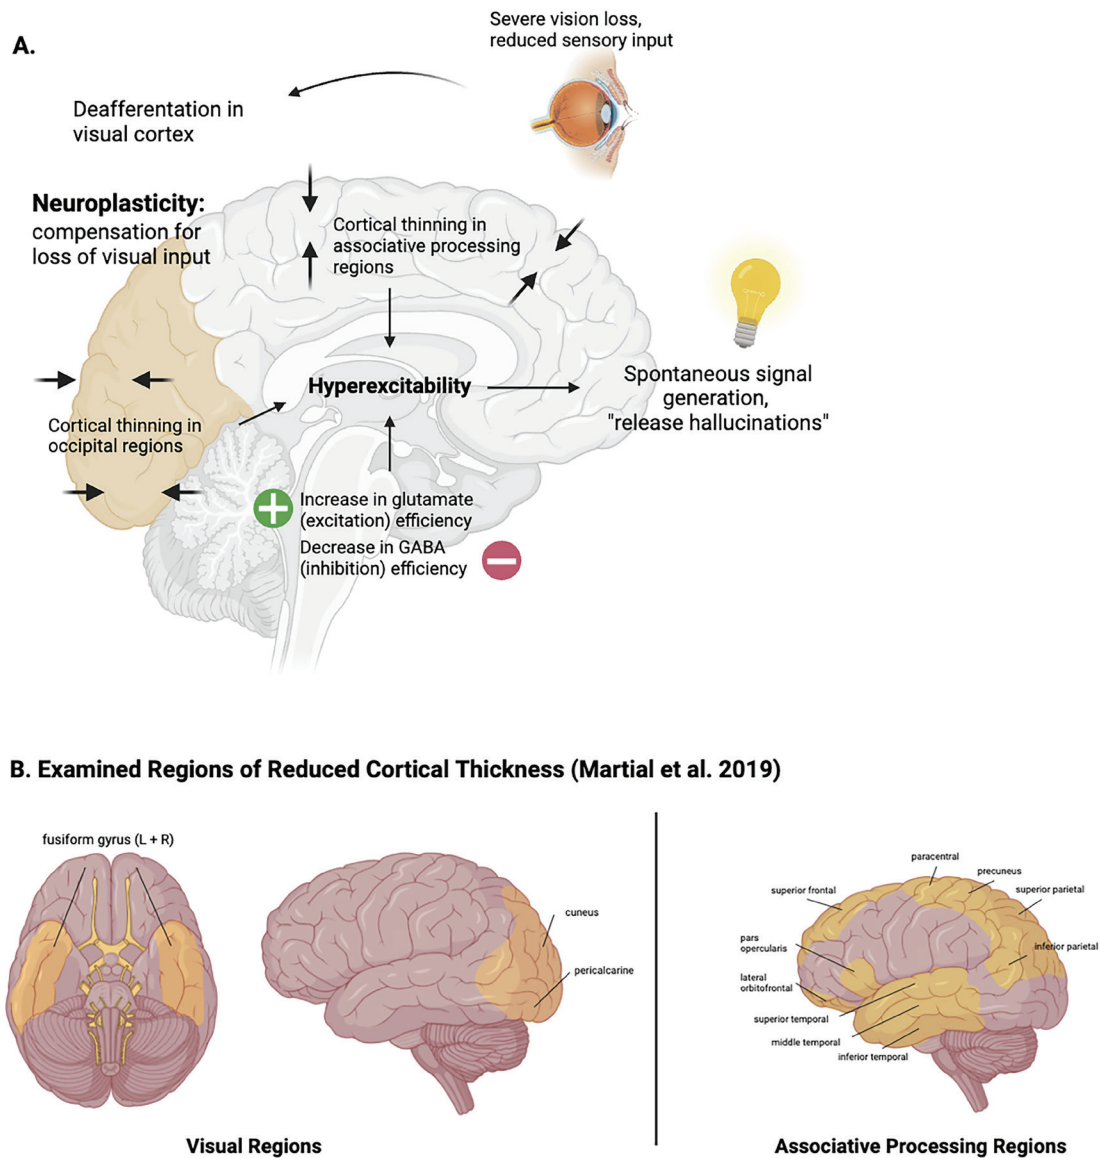 A.
Severe vision loss,
reduced sensory input
Deafferentation in
visual cortex
Neuroplasticity:
compensation for
loss of visual input
Cortical thinning in
associative processing
regions
Hyperexcitability
Spontaneous signal
generation,
"release hallucinations"
Cortical thinning in
occipital regions
Increase in glutamate
(excitation) efficiency
Decrease in GABA
(inhibition) efficiency
B. Examined Regions of Reduced Cortical Thickness (Martial et al. 2019)
fusiform gyrus (L + R)
cuneus
pericalcarine
Visual Regions
paracentral
precuneus
superior frontal
superior parietal
pars
opercularis
inferior parietal
lateral
orbitofrontal
superior temporal
middle temporal
inferior temporal
Associative Processing Regions